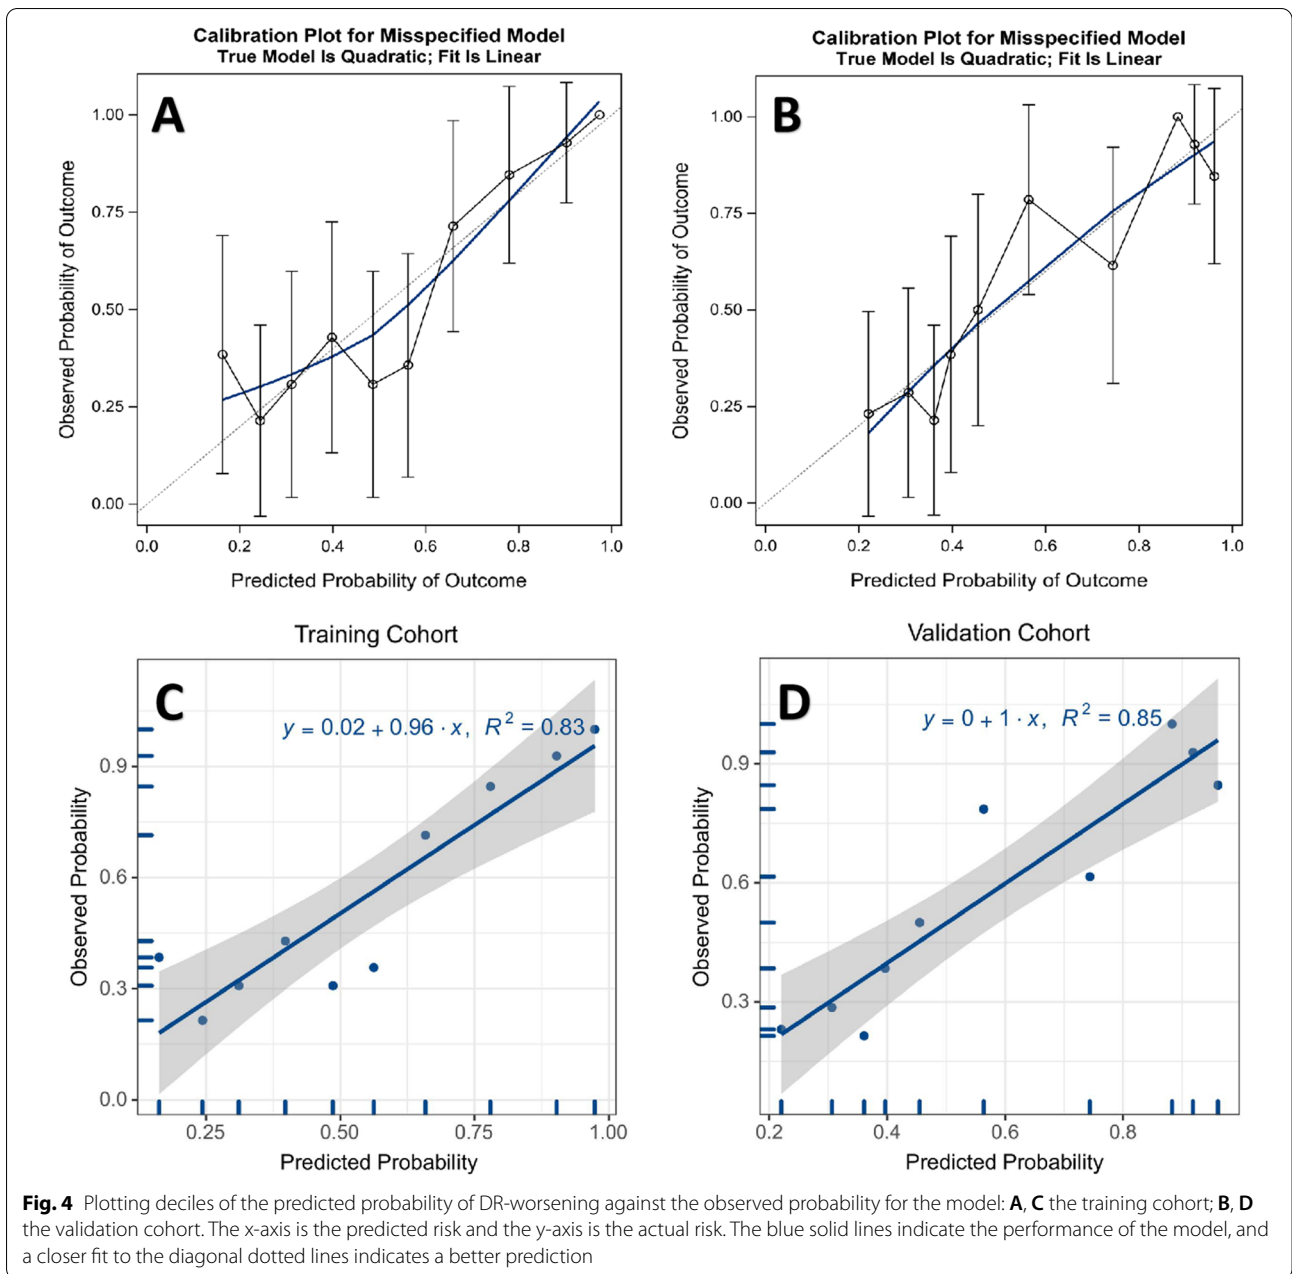 Calibration Plot for Misspecified Model
True Model Is Quadratic; Fit Is Linear
A
1.00
0.75
0.50
0.25
0.00
Observed Probability of Outcome
0.0 0.2 0.4 0.6 0.8 1.0
Predicted Probability of Outcome
Calibration Plot for Misspecified Model
True Model Is Quadratic; Fit Is Linear
B
1.00
0.75
0.50
0.25
0.00
Observed Probability of Outcome
0.0 0.2 0.4 0.6 0.8 1.0
Predicted Probability of Outcome
Training Cohort
C
y = 0.02 + 0.96 · x, R² = 0.83
0.9
0.6
0.3
0.0
Observed Probability
0.25 0.50 0.75 1.00
Predicted Probability
Validation Cohort
D
y = 0 + 1 · x, R² = 0.85
0.9
0.6
0.3
Observed Probability
0.2 0.4 0.6 0.8
Predicted Probability
Fig. 4 Plotting deciles of the predicted probability of DR-worsening against the observed probability for the model: A, C the training cohort; B, D
the validation cohort. The x-axis is the predicted risk and the y-axis is the actual risk. The blue solid lines indicate the performance of the model, and
a closer fit to the diagonal dotted lines indicates a better prediction